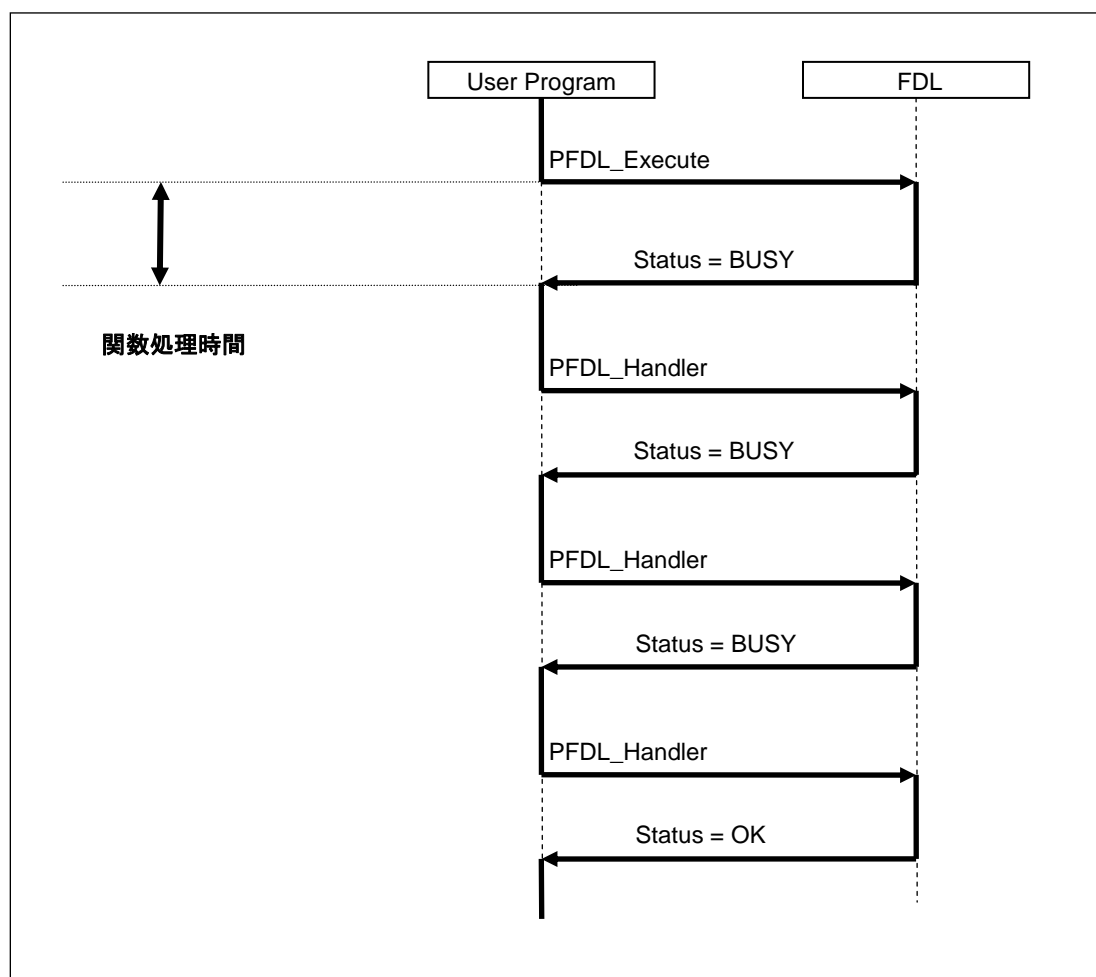 User Program
FDL
PFDL_Execute
Status = BUSY
関数処理時間
PFDL_Handler
Status = BUSY
PFDL_Handler
Status = BUSY
PFDL_Handler
Status = OK